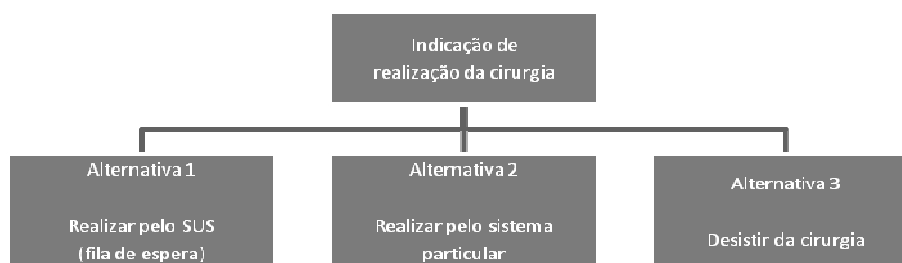 Indicação de
realização da cirurgia
Alternativa 1
Realizar pelo SUS
(fila de espera)
Alternativa 2
Realizar pelo sistema
particular
Alternativa 3
Desistir da cirurgia